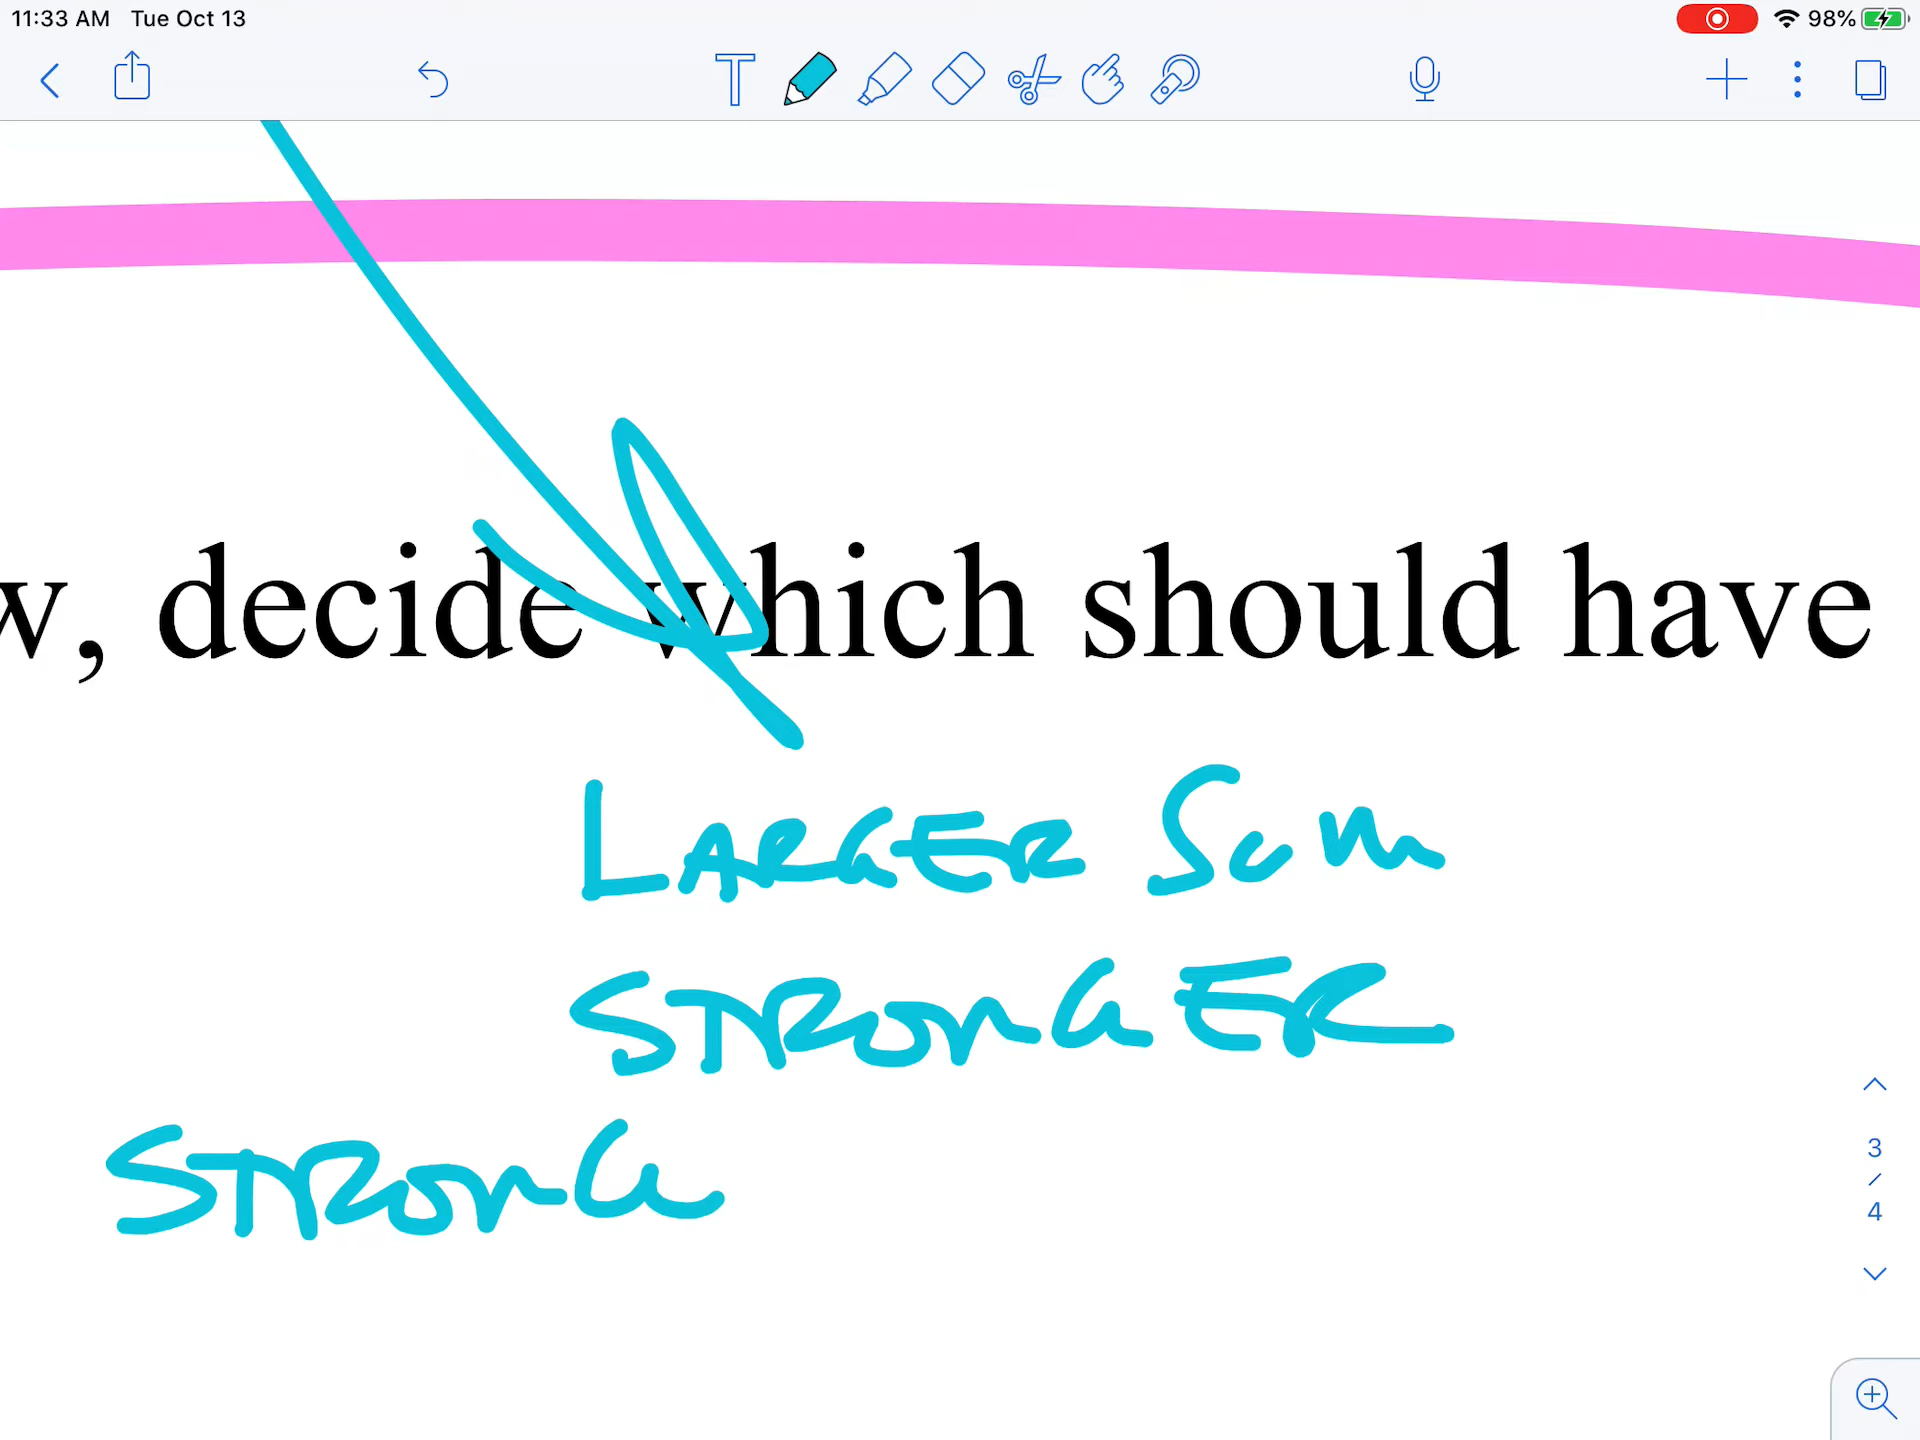 11:33 AM Tue Oct 13 98%
w, decide which should have
LARGER SUM
STRONGER
STRONG
3
/
4